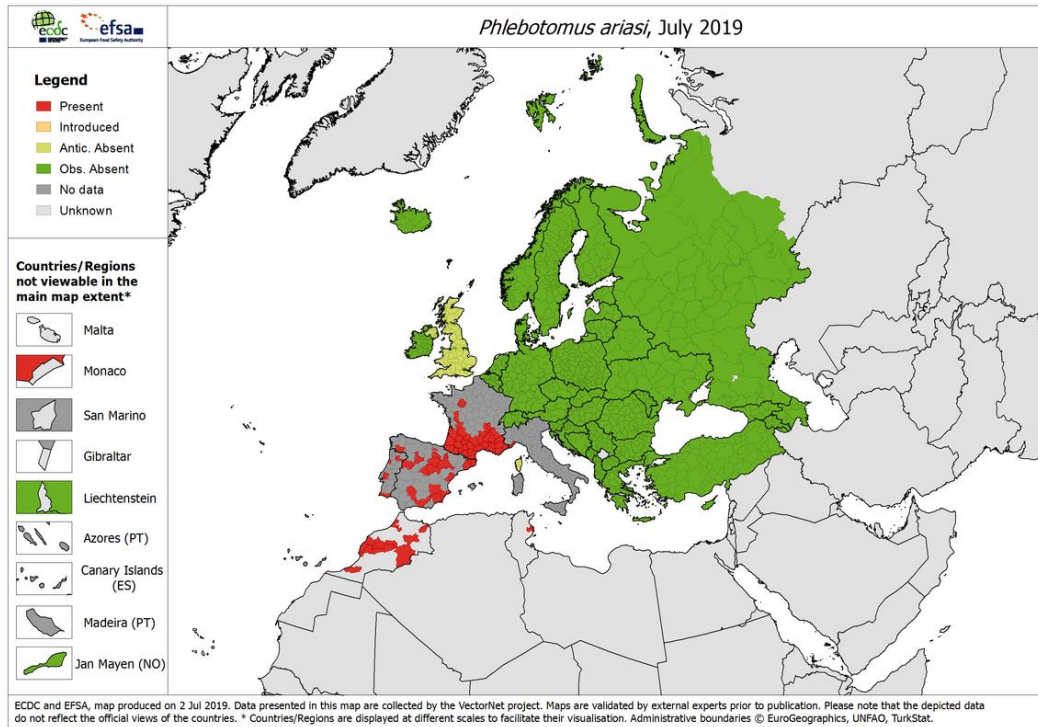 ecdc
efsa
European Food Safety Authority
Phlebotomus ariasi, July 2019
Legend
Present
Introduced
Antic. Absent
Obs. Absent
No data
Unknown
Countries/Regions
not viewable in the
main map extent*
Malta
Monaco
San Marino
Gibraltar
Liechtenstein
Azores (PT)
Canary Islands
(ES)
Madeira (PT)
Jan Mayen (NO)
ECDC and EFSA, map produced on 2 Jul 2019. Data presented in this map are collected by the VectorNet project. Maps are validated by external experts prior to publication. Please note that the depicted data
do not reflect the official views of the countries. * Countries/Regions are displayed at different scales to facilitate their visualisation. Administrative boundaries © EuroGeographics, UNFAO, TurkStat.